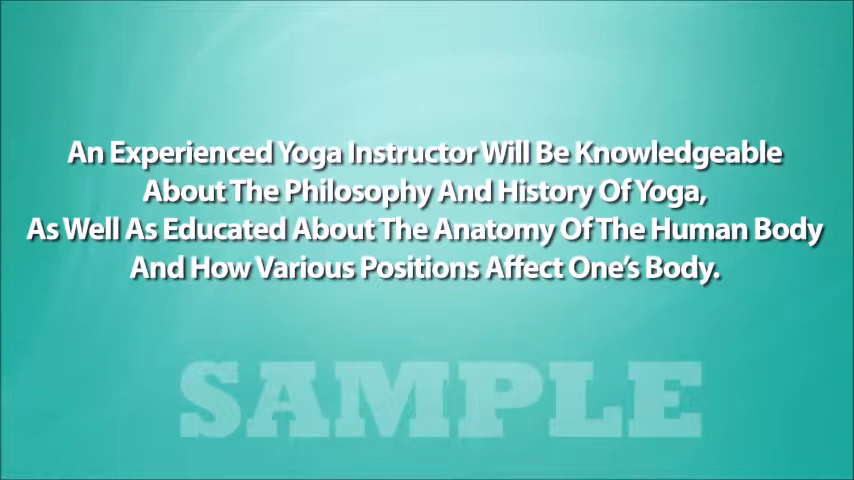 An Experienced Yoga Instructor Will Be Knowledgeable
About The Philosophy And History Of Yoga,
As Well As Educated About The Anatomy Of The Human Body
And How Various Positions Affect One’s Body.
SAMPLE